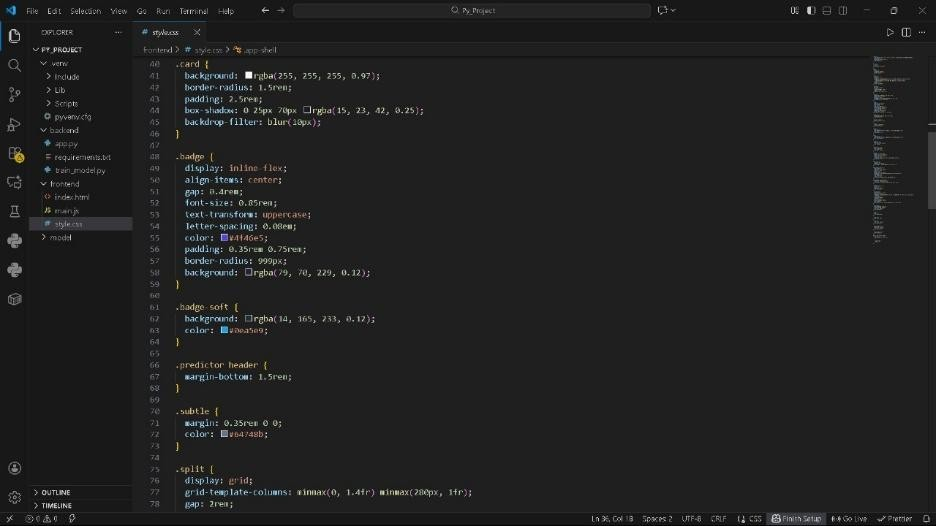 File Edit Selection View Go Run Terminal Help
Py_Project
EXPLORER
PY_PROJECT
.venv
Include
Lib
Scripts
pyvenv.cfg
backend
app.py
requirements.txt
train_model.py
frontend
index.html
main.js
style.css
model
OUTLINE
TIMELINE
style.css
frontend > style.css > .app-shell
40 .card {
41 background: rgba(255, 255, 255, 0.97);
42 border-radius: 1.5rem;
43 padding: 2.5rem;
44 box-shadow: 0 25px 70px rgba(15, 23, 42, 0.25);
45 backdrop-filter: blur(10px);
46 }
47
48 .badge {
49 display: inline-flex;
50 align-items: center;
51 gap: 0.4rem;
52 font-size: 0.85rem;
53 text-transform: uppercase;
54 letter-spacing: 0.08em;
55 color: #4f46e5;
56 padding: 0.35rem 0.75rem;
57 border-radius: 999px;
58 background: rgba(79, 70, 229, 0.12);
59 }
60
61 .badge-soft {
62 background: rgba(14, 165, 233, 0.12);
63 color: #0ea5e9;
64 }
65
66 .predictor header {
67 margin-bottom: 1.5rem;
68 }
69
70 .subtle {
71 margin: 0.35rem 0 0;
72 color: #64748b;
73 }
74
75 .split {
76 display: grid;
77 grid-template-columns: minmax(0, 1.4fr) minmax(280px, 1fr);
78 gap: 2rem;
0 0 Ln 36, Col 18 Spaces: 2 UTF-8 CRLF {} CSS Finish Setup Go Live Prettier